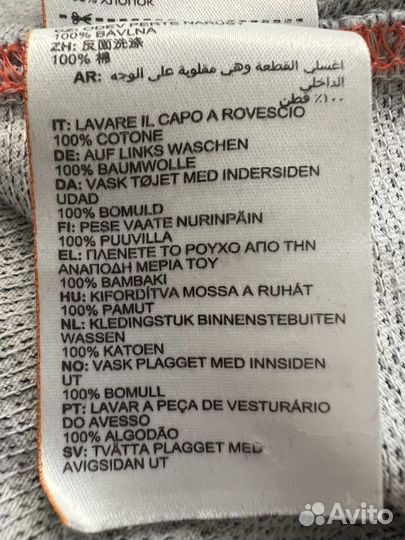 100% ХЛОПОК
100% BAVLNA
ZH: 反面洗涤
100% 棉
AR: اغسلي القطعة وهي مقلوبة على الوجه
الداخلي
١٠٠٪ قطن
IT: LAVARE IL CAPO A ROVESCIO
100% COTONE
DE: AUF LINKS WASCHEN
100% BAUMWOLLE
DA: VASK TØJET MED INDERSIDEN
UDAD
100% BOMULD
FI: PESE VAATE NURINPÄIN
100% PUUVILLA
EL: ΠΛΕΝΕΤΕ ΤΟ ΡΟΥΧΟ ΑΠΟ ΤΗΝ
ΑΝΑΠΟΔΗ ΜΕΡΙΑ ΤΟΥ
100% ΒΑΜΒΑΚΙ
HU: KIFORDÍTVA MOSSA A RUHÁT
100% PAMUT
NL: KLEDINGSTUK BINNENSTEBUITEN
WASSEN
100% KATOEN
NO: VASK PLAGGET MED INNSIDEN
UT
100% BOMULL
PT: LAVAR A PEÇA DE VESTUÁRIO
DO AVESSO
100% ALGODÃO
SV: TVÄTTA PLAGGET MED
AVIGSIDAN UT
Avito